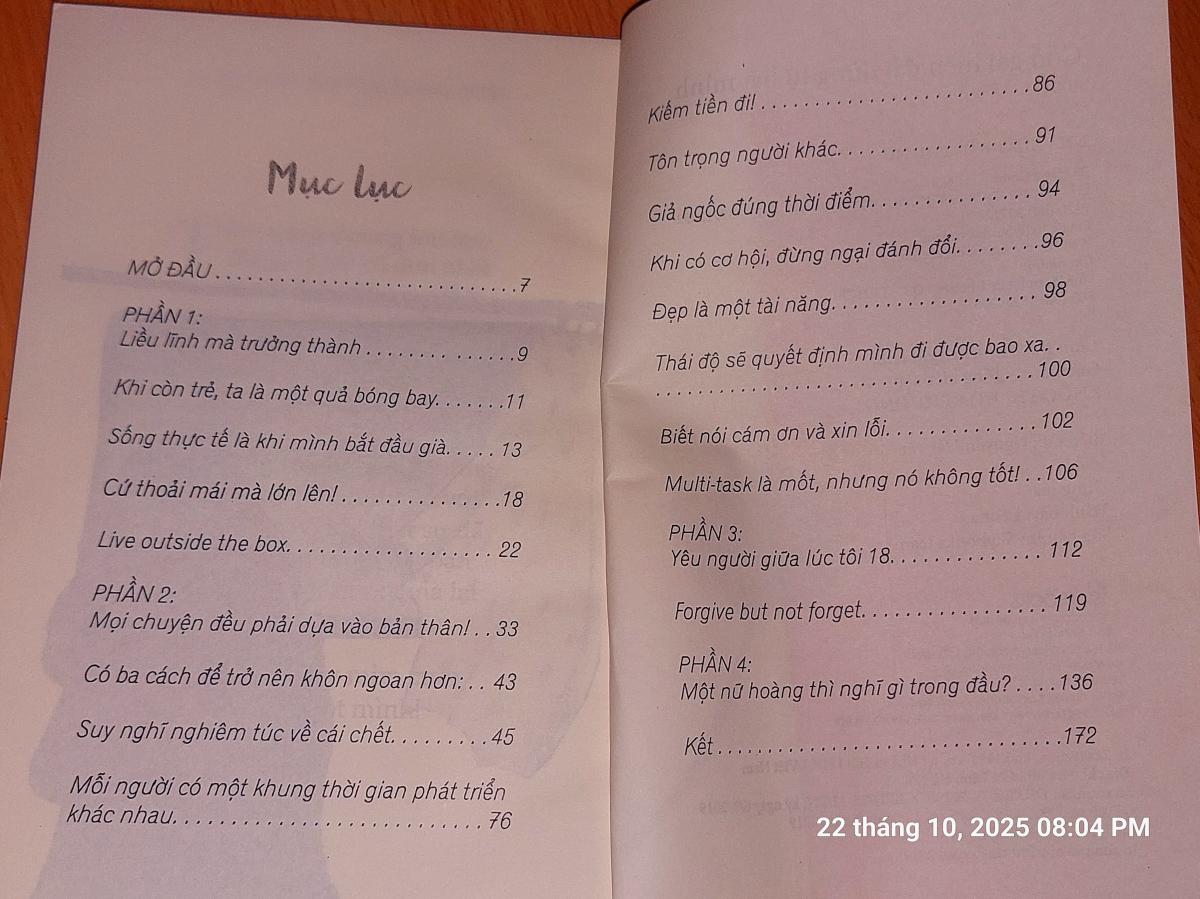 Mục lục
MỞ ĐẦU.............................7
PHẦN 1:
Liều lĩnh mà trưởng thành........ ......9
Khi còn trẻ, ta là một quả bóng bay.......11
Sống thực tế là khi mình bắt đầu già..... 13
Cứ thoải mái mà lớn lên!...............18
Live outside the box.................... 22
PHẦN 2:
Mọi chuyện đều phải dựa vào bản thân!..33
Có ba cách để trở nên khôn ngoan hơn:.. 43
Suy nghĩ nghiêm túc về cái chết.........45
Mỗi người có một khung thời gian phát triển
khác nhau.............................76
Kiếm tiền đi!..........................86
Tôn trọng người khác...................91
Giả ngốc đúng thời điểm................ 94
Khi có cơ hội, đừng ngại đánh đổi........96
Đẹp là một tài năng.................... 98
Thái độ sẽ quyết định mình đi được bao xa..
....................................100
Biết nói cám ơn và xin lỗi...............102
Multi-task là mốt, nhưng nó không tốt!..106
PHẦN 3:
Yêu người giữa lúc tôi 18............... 112
Forgive but not forget.................. 119
PHẦN 4:
Một nữ hoàng thì nghĩ gì trong đầu?....136
Kết.................................172
22 tháng 10, 2025 08:04 PM